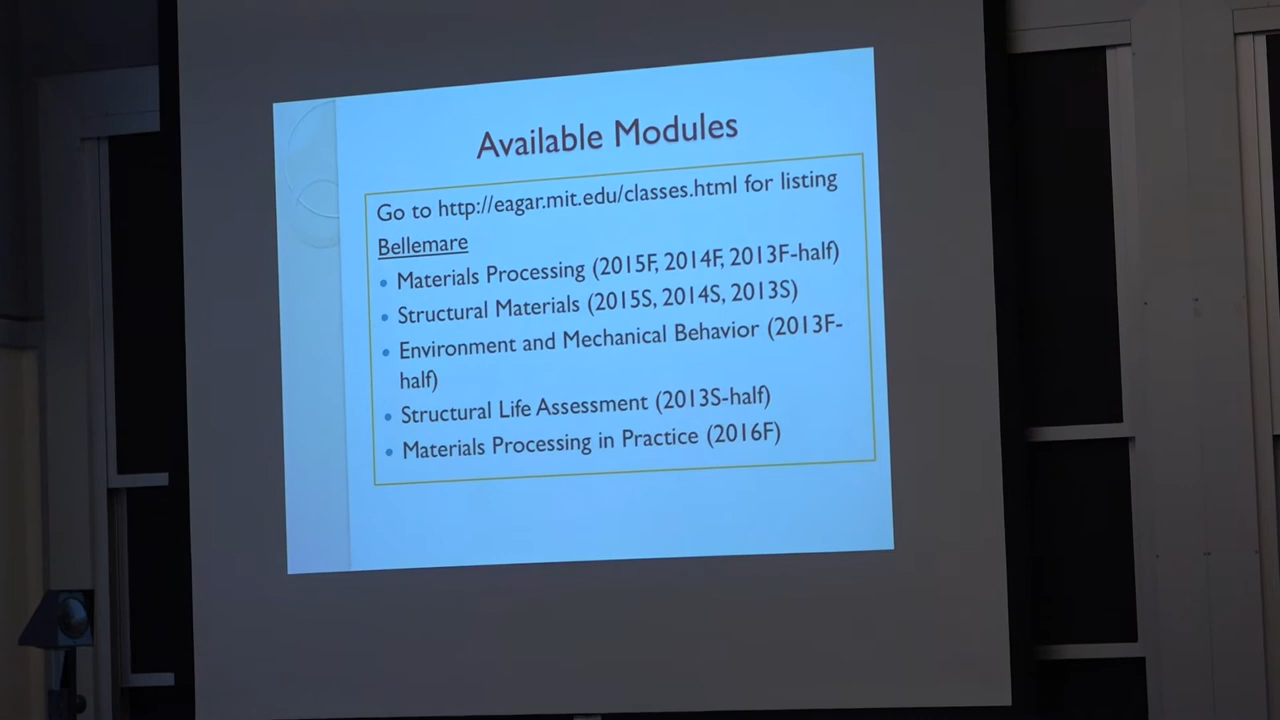 Available Modules
Go to http://eagar.mit.edu/classes.html for listing
Bellemare
• Materials Processing (2015F, 2014F, 2013F-half)
• Structural Materials (2015S, 2014S, 2013S)
• Environment and Mechanical Behavior (2013F-
half)
• Structural Life Assessment (2013S-half)
• Materials Processing in Practice (2016F)